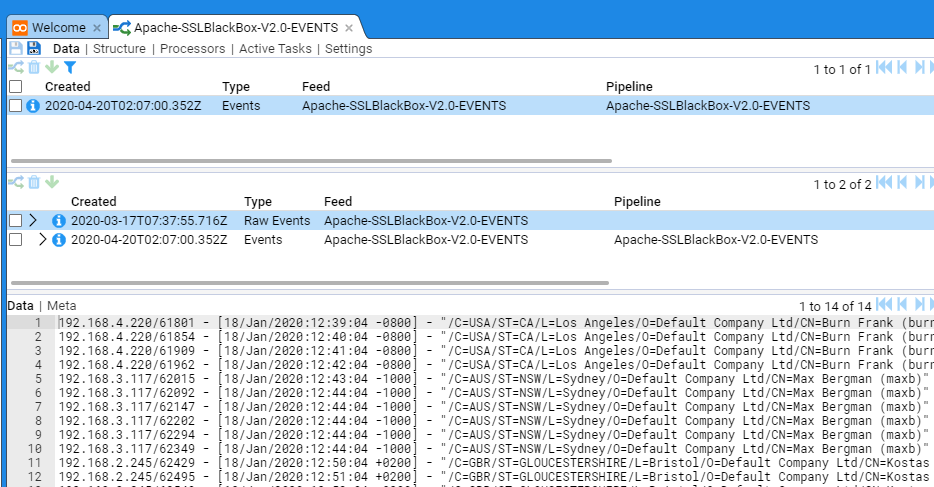 Welcome × Apache-SSLBlackBox-V2.0-EVENTS ×
Data | Structure | Processors | Active Tasks | Settings
1 to 1 of 1
Created Type Feed Pipeline
2020-04-20T02:07:00.352Z Events Apache-SSLBlackBox-V2.0-EVENTS Apache-SSLBlackBox-V2.0-EVENTS
1 to 2 of 2
Created Type Feed Pipeline
2020-03-17T07:37:55.716Z Raw Events Apache-SSLBlackBox-V2.0-EVENTS
2020-04-20T02:07:00.352Z Events Apache-SSLBlackBox-V2.0-EVENTS Apache-SSLBlackBox-V2.0-EVENTS
Data | Meta 1 to 14 of 14
1 192.168.4.220/61801 - [18/Jan/2020:12:39:04 -0800] - "/C=USA/ST=CA/L=Los Angeles/O=Default Company Ltd/CN=Burn Frank (burn
2 192.168.4.220/61854 - [18/Jan/2020:12:40:04 -0800] - "/C=USA/ST=CA/L=Los Angeles/O=Default Company Ltd/CN=Burn Frank (burn
3 192.168.4.220/61909 - [18/Jan/2020:12:41:04 -0800] - "/C=USA/ST=CA/L=Los Angeles/O=Default Company Ltd/CN=Burn Frank (burn
4 192.168.4.220/61962 - [18/Jan/2020:12:42:04 -0800] - "/C=USA/ST=CA/L=Los Angeles/O=Default Company Ltd/CN=Burn Frank (burn
5 192.168.3.117/62015 - [18/Jan/2020:12:43:04 -1000] - "/C=AUS/ST=NSW/L=Sydney/O=Default Company Ltd/CN=Max Bergman (maxb)"
6 192.168.3.117/62092 - [18/Jan/2020:12:44:04 -1000] - "/C=AUS/ST=NSW/L=Sydney/O=Default Company Ltd/CN=Max Bergman (maxb)"
7 192.168.3.117/62147 - [18/Jan/2020:12:44:04 -1000] - "/C=AUS/ST=NSW/L=Sydney/O=Default Company Ltd/CN=Max Bergman (maxb)"
8 192.168.3.117/62202 - [18/Jan/2020:12:44:04 -1000] - "/C=AUS/ST=NSW/L=Sydney/O=Default Company Ltd/CN=Max Bergman (maxb)"
9 192.168.3.117/62294 - [18/Jan/2020:12:44:04 -1000] - "/C=AUS/ST=NSW/L=Sydney/O=Default Company Ltd/CN=Max Bergman (maxb)"
10 192.168.3.117/62349 - [18/Jan/2020:12:44:04 -1000] - "/C=AUS/ST=NSW/L=Sydney/O=Default Company Ltd/CN=Max Bergman (maxb)"
11 192.168.2.245/62429 - [18/Jan/2020:12:50:04 +0200] - "/C=GBR/ST=GLOUCESTERSHIRE/L=Bristol/O=Default Company Ltd/CN=Kostas
12 192.168.2.245/62495 - [18/Jan/2020:12:51:04 +0200] - "/C=GBR/ST=GLOUCESTERSHIRE/L=Bristol/O=Default Company Ltd/CN=Kostas